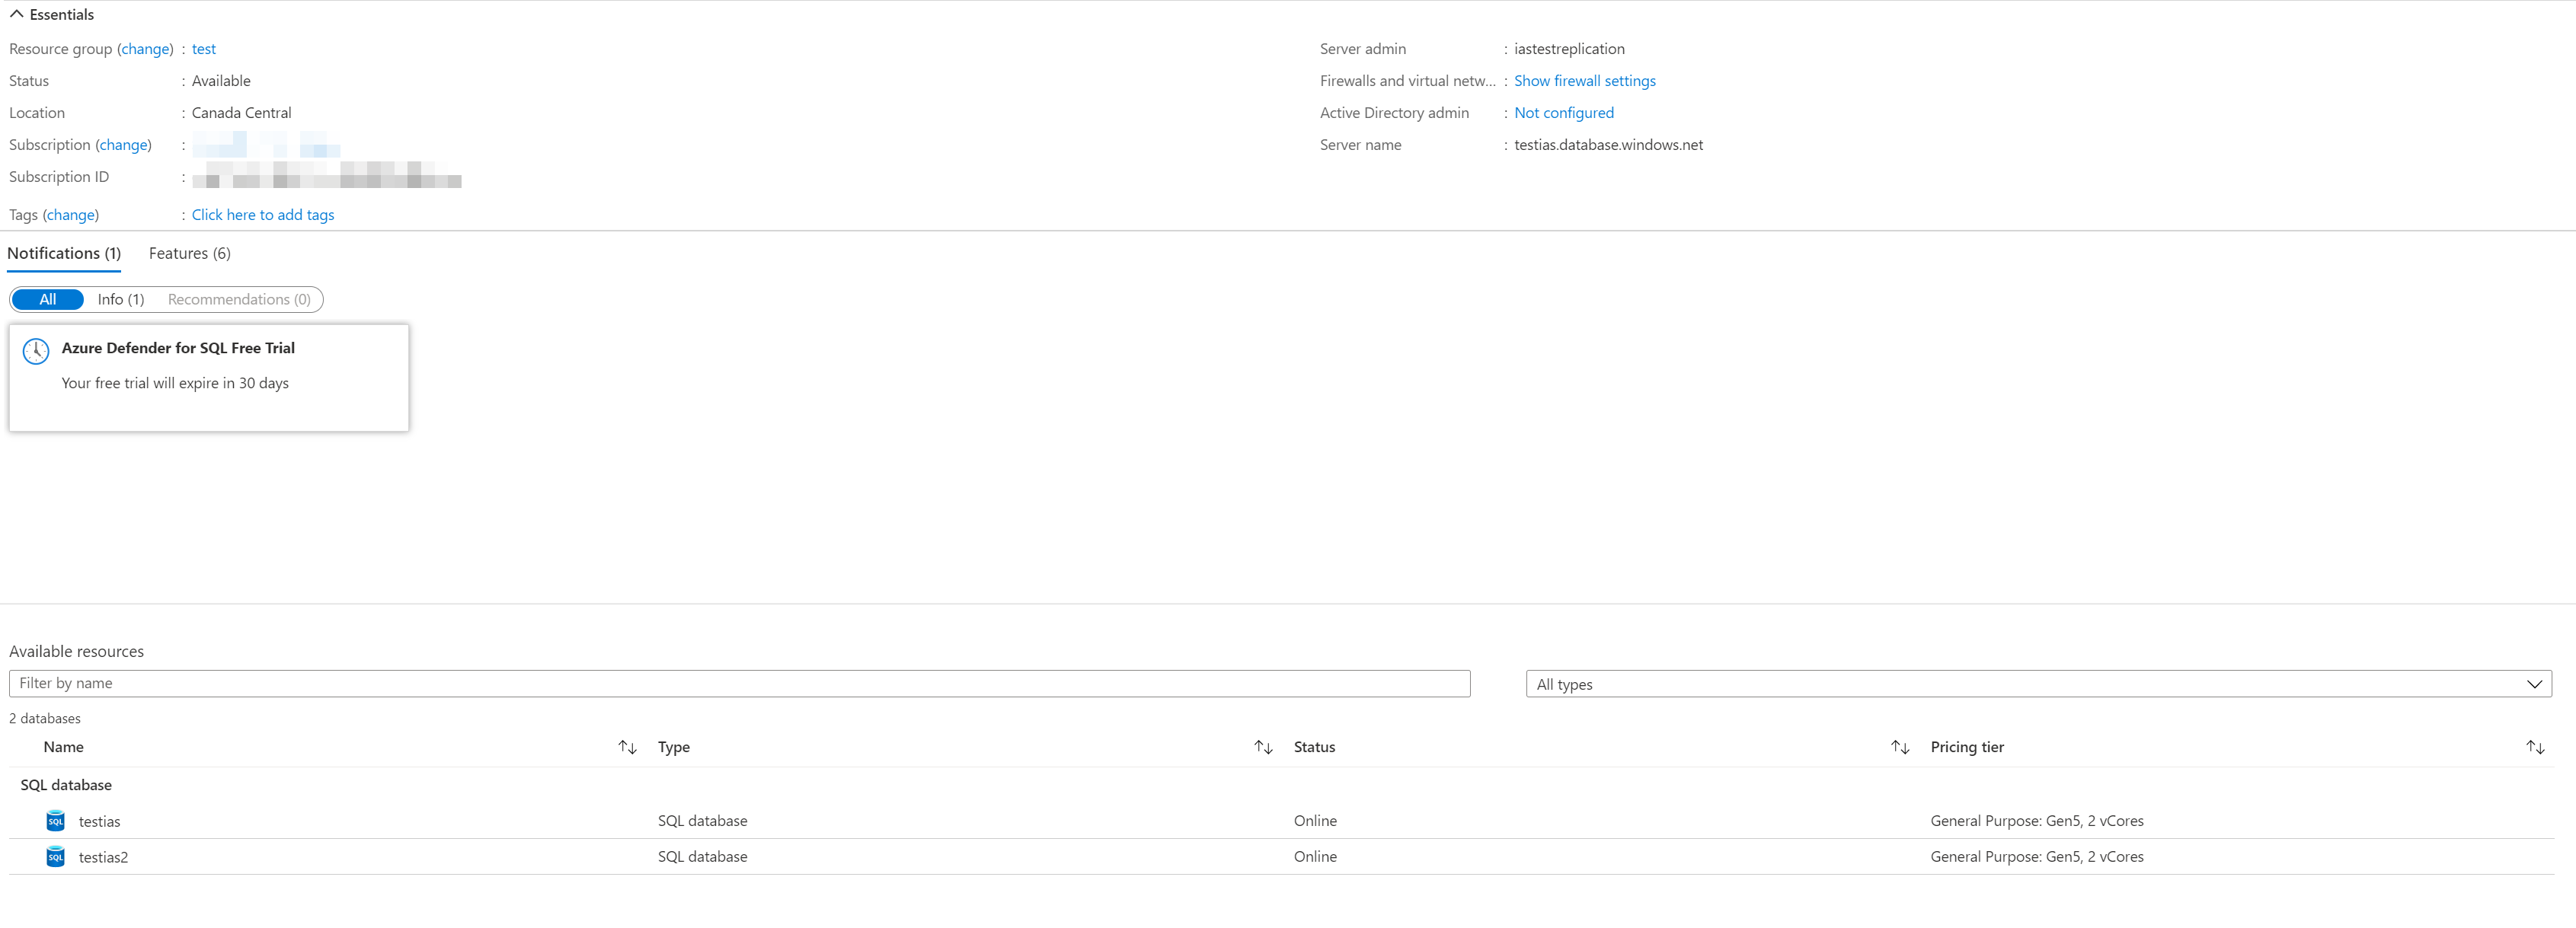 Essentials
Resource group (change) : test
Status : Available
Location : Canada Central
Subscription (change) :
Subscription ID :
Tags (change) : Click here to add tags
Server admin : iastestreplication
Firewalls and virtual netw... : Show firewall settings
Active Directory admin : Not configured
Server name : testias.database.windows.net
Notifications (1) Features (6)
All Info (1) Recommendations (0)
Azure Defender for SQL Free Trial
Your free trial will expire in 30 days
Available resources
Filter by name All types
2 databases
Name Type Status Pricing tier
SQL database
SQL testias SQL database Online General Purpose: Gen5, 2 vCores
SQL testias2 SQL database Online General Purpose: Gen5, 2 vCores